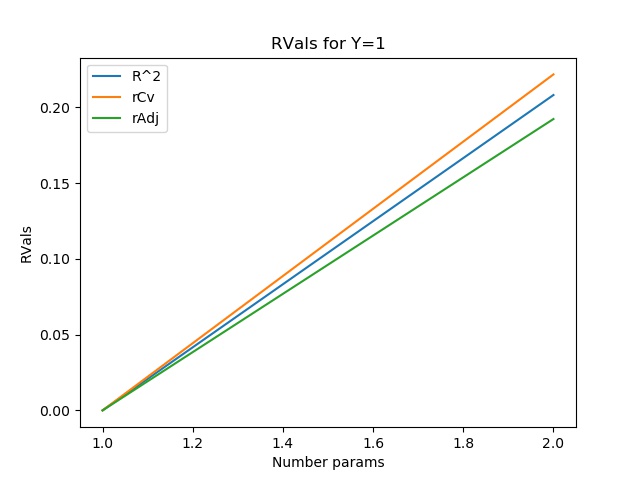 RVals for Y=1
R^2
rCv
rAdj
RVals
0.20
0.15
0.10
0.05
0.00
1.0 1.2 1.4 1.6 1.8 2.0
Number params